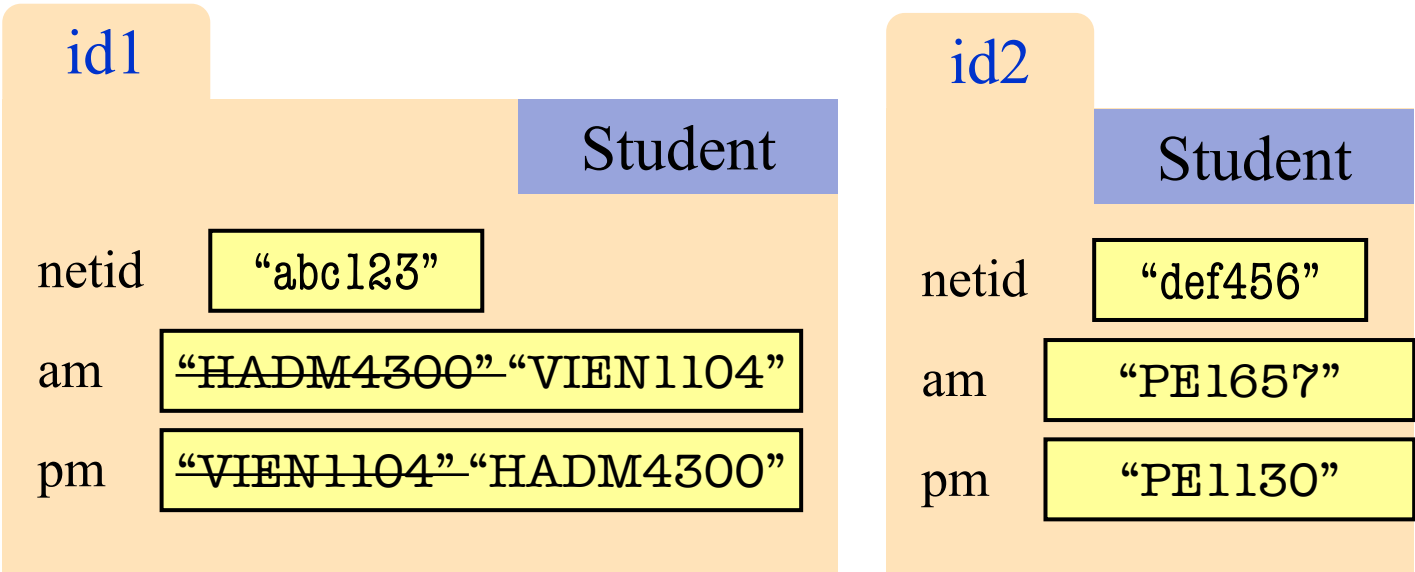 id1
Student
netid “abc123”
am “HADM4300” “VIEN1104”
pm “VIEN1104” “HADM4300”
id2
Student
netid “def456”
am “PE1657”
pm “PE1130”